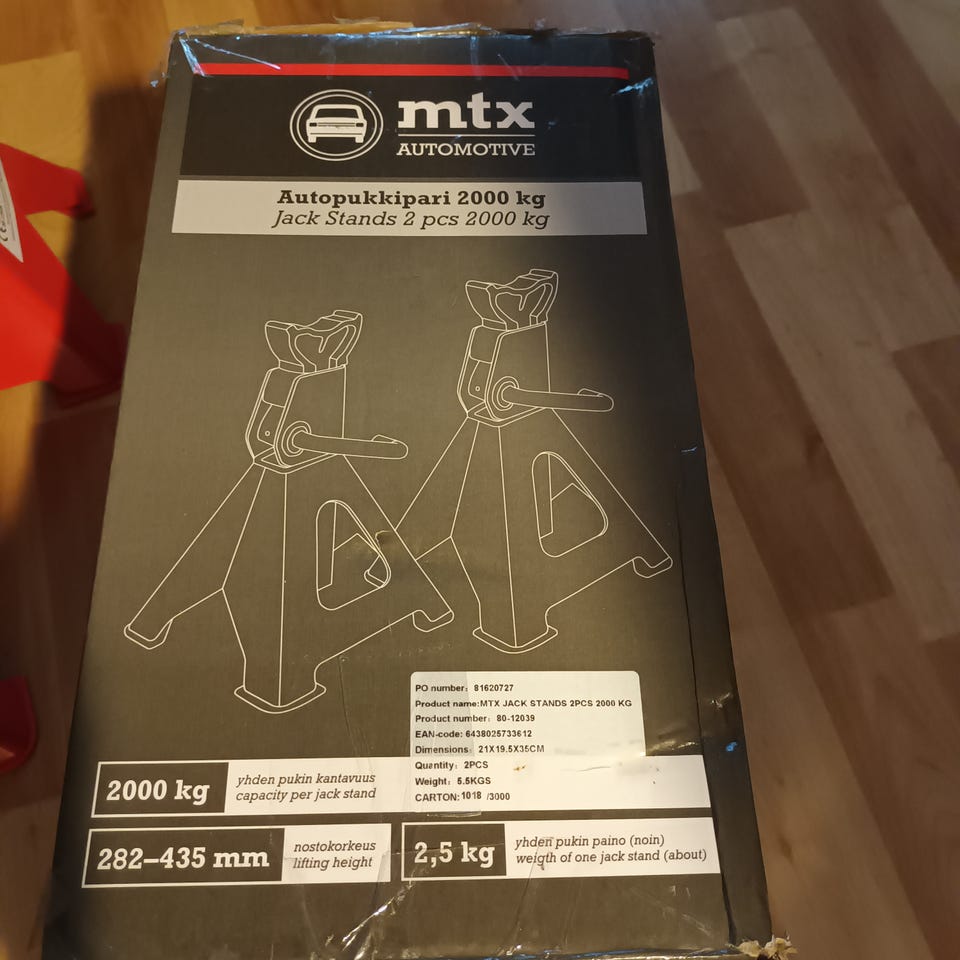 mtx
AUTOMOTIVE
Autopukkipari 2000 kg
Jack Stands 2 pcs 2000 kg
PO number: 81620727
Product name:MTX JACK STANDS 2PCS 2000 KG
Product number: 80-12039
EAN-code: 6438025733612
Dimensions: 21X19.5X35CM
Quantity: 2PCS
Weight: 5.5KGS
CARTON: 1018 /3000
2000 kg
yhden pukin kantavuus
capacity per jack stand
282–435 mm
nostokorkeus
lifting height
2,5 kg
yhden pukin paino (noin)
weigth of one jack stand (about)